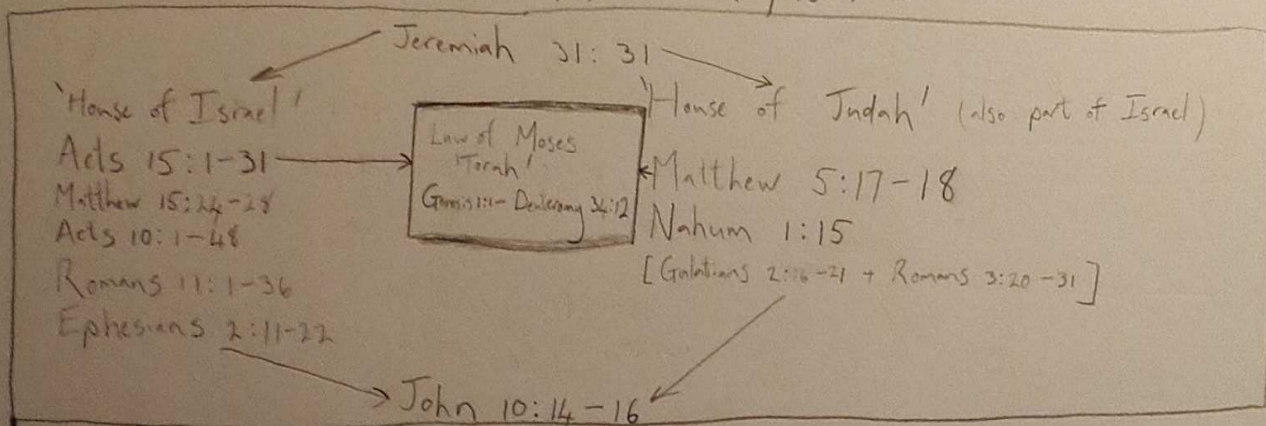 Jeremiah 31:31
'House of Israel'
Acts 15:1-31
Matthew 15:24-28
Acts 10:1-48
Romans 11:1-36
Ephesians 2:11-22
Law of Moses
'Torah'
Genesis 1:1- Deuterony 34:12
'House of Judah' (also part of Israel)
Matthew 5:17-18
Nahum 1:15
[Galatians 2:16-21 + Romans 3:20-31]
John 10:14-16